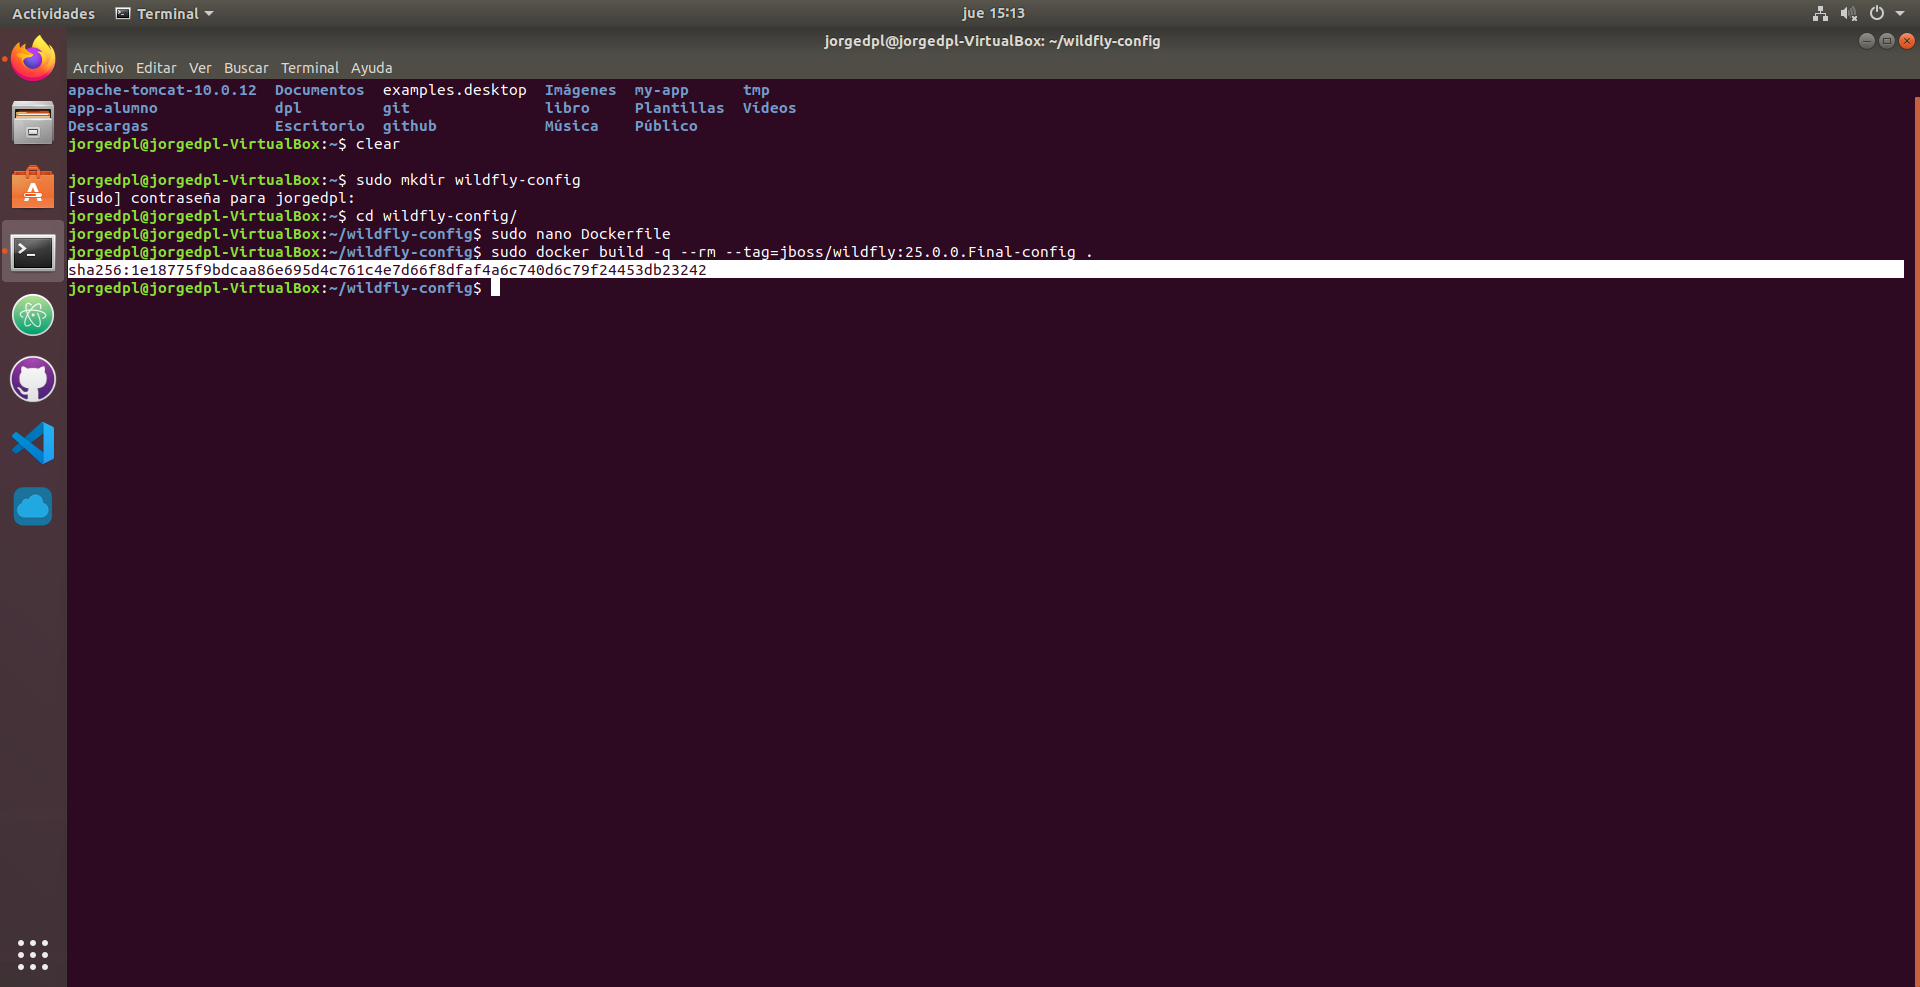 Actividades Terminal jue 15:13
jorgedpl@jorgedpl-VirtualBox: ~/wildfly-config
Archivo Editar Ver Buscar Terminal Ayuda
apache-tomcat-10.0.12 Documentos examples.desktop Imágenes my-app tmp
app-alumno dpl git libro Plantillas Vídeos
Descargas Escritorio github Música Público
jorgedpl@jorgedpl-VirtualBox:~$ clear
jorgedpl@jorgedpl-VirtualBox:~$ sudo mkdir wildfly-config
[sudo] contraseña para jorgedpl:
jorgedpl@jorgedpl-VirtualBox:~$ cd wildfly-config/
jorgedpl@jorgedpl-VirtualBox:~/wildfly-config$ sudo nano Dockerfile
jorgedpl@jorgedpl-VirtualBox:~/wildfly-config$ sudo docker build -q --rm --tag=jboss/wildfly:25.0.0.Final-config .
sha256:1e18775f9bdcaa86e695d4c761c4e7d66f8dfaf4a6c740d6c79f24453db23242
jorgedpl@jorgedpl-VirtualBox:~/wildfly-config$